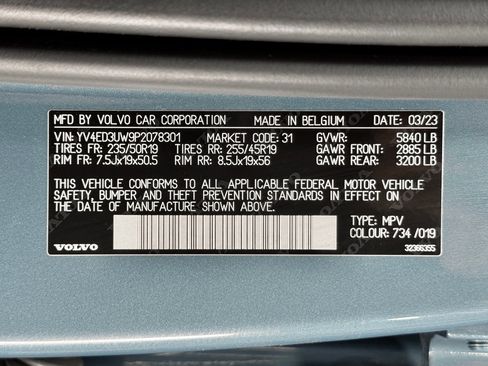 MFD BY VOLVO CAR CORPORATION MADE IN BELGIUM DATE: 03/23
VIN: YV4ED3UW9P2078301 MARKET CODE: 31 GVWR: 5840 LB
TIRES FR: 235/50R19 TIRES RR: 255/45R19 GAWR FRONT: 2885 LB
RIM FR: 7.5Jx19x50.5 RIM RR: 8.5Jx19x56 GAWR REAR: 3200 LB
THIS VEHICLE CONFORMS TO ALL APPLICABLE FEDERAL MOTOR VEHICLE
SAFETY, BUMPER AND THEFT PREVENTION STANDARDS IN EFFECT ON
THE DATE OF MANUFACTURE SHOWN ABOVE.
TYPE: MPV
COLOUR: 734 /019
VOLVO